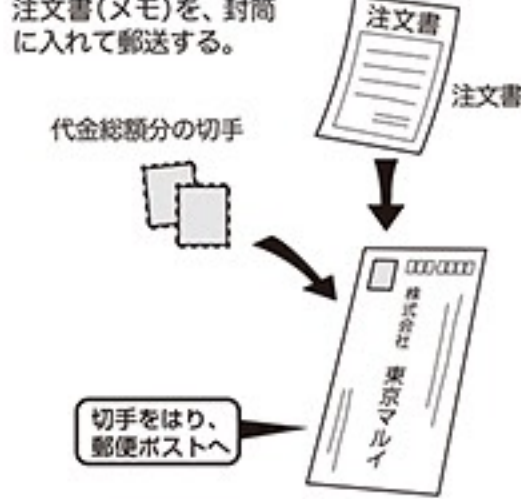 注文書(メモ)を、封筒
に入れて郵送する。
注文書
注文書
代金総額分の切手
株式会社 東京マルイ
切手をはり、
郵便ポストへ